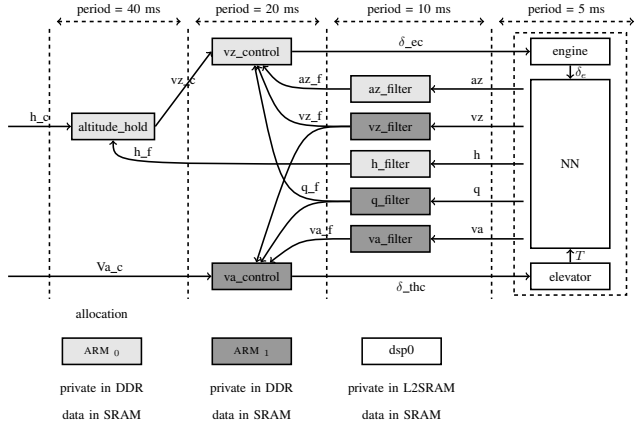 period = 40 ms period = 20 ms period = 10 ms period = 5 ms
vz_control δ_ec engine
δ_e
vz_c az_f az_filter az
h_c altitude_hold vz_f vz_filter vz
h_f h_filter h NN
q_f q_filter q
va_f va_filter va
T
Va_c va_control δ_thc elevator
allocation
ARM 0 ARM 1 dsp0
private in DDR private in DDR private in L2SRAM
data in SRAM data in SRAM data in SRAM